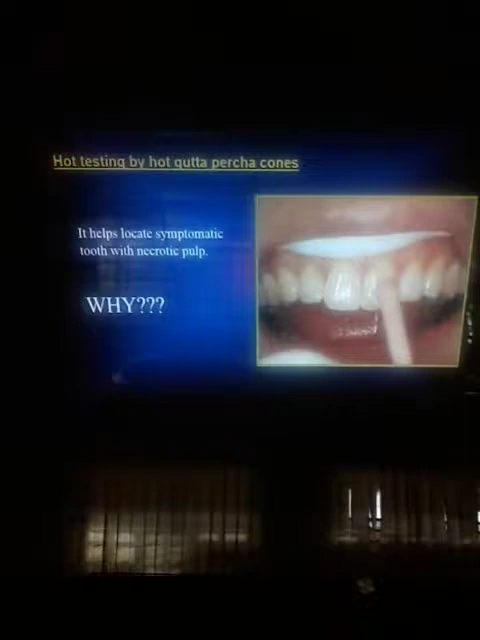 Hot testing by hot gutta percha cones
It helps locate symptomatic
tooth with necrotic pulp.
WHY???